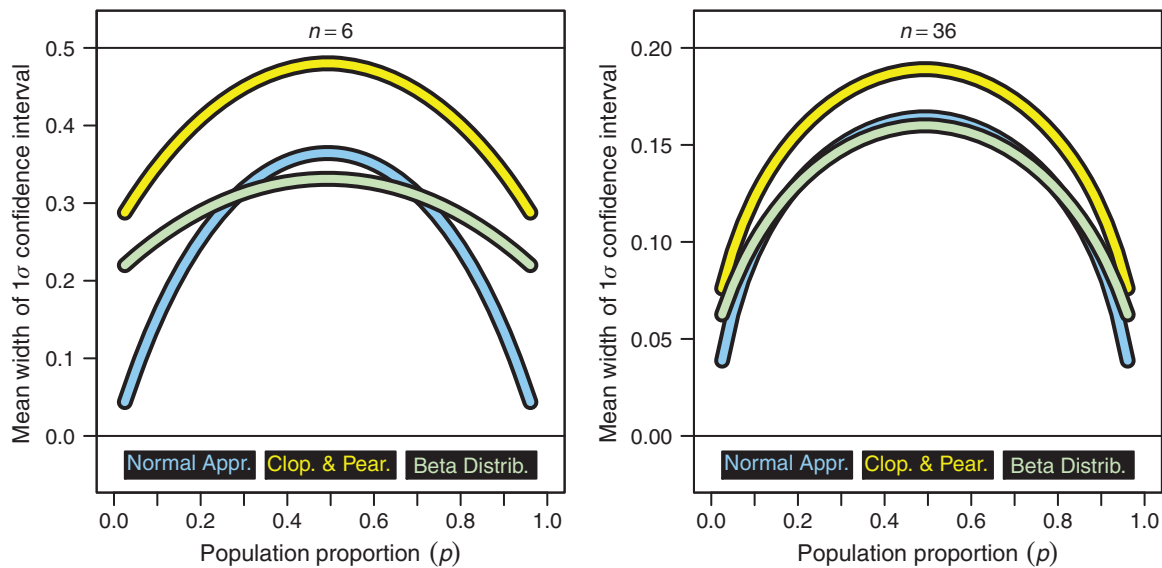 n = 6
Mean width of 1σ confidence interval
0.5
0.4
0.3
0.2
0.1
0.0
Normal Appr. Clop. & Pear. Beta Distrib.
0.0 0.2 0.4 0.6 0.8 1.0
Population proportion (p)
n = 36
Mean width of 1σ confidence interval
0.20
0.15
0.10
0.05
0.00
Normal Appr. Clop. & Pear. Beta Distrib.
0.0 0.2 0.4 0.6 0.8 1.0
Population proportion (p)